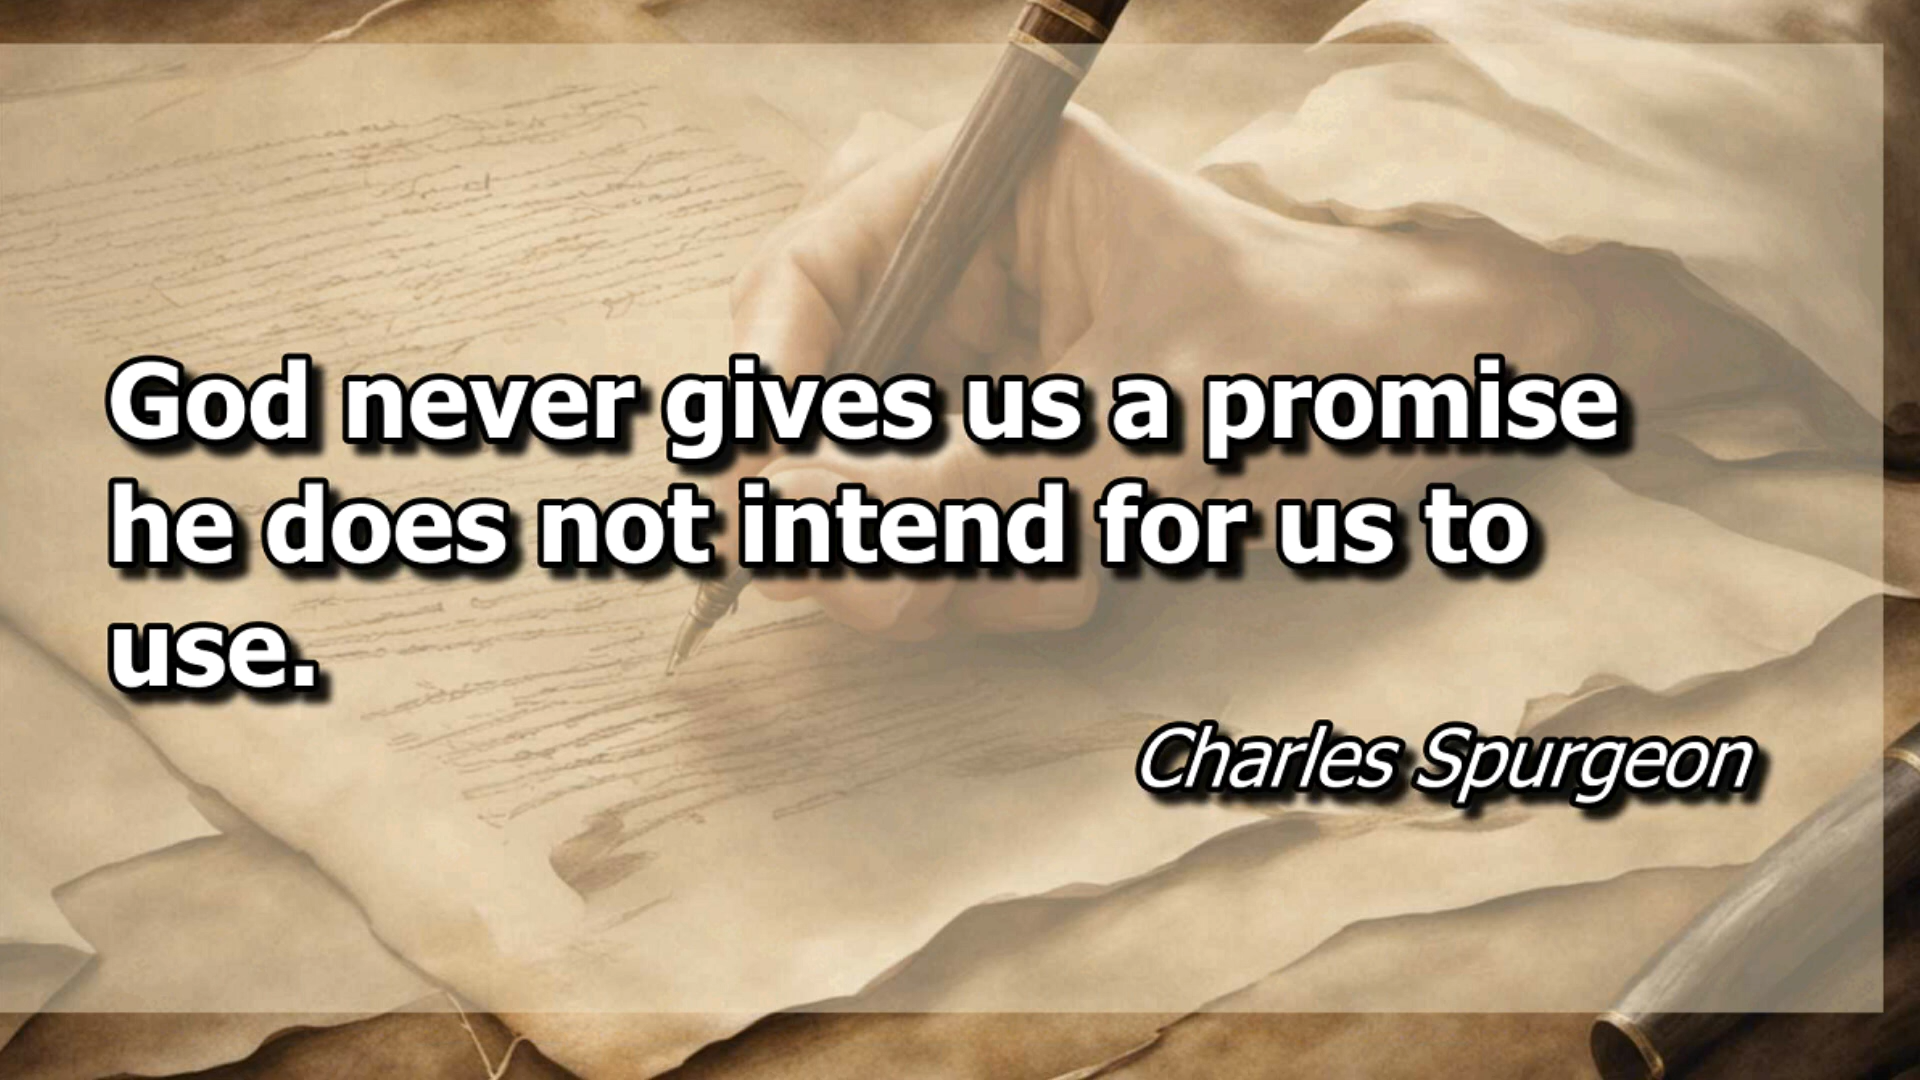 God never gives us a promise
he does not intend for us to
use.
Charles Spurgeon